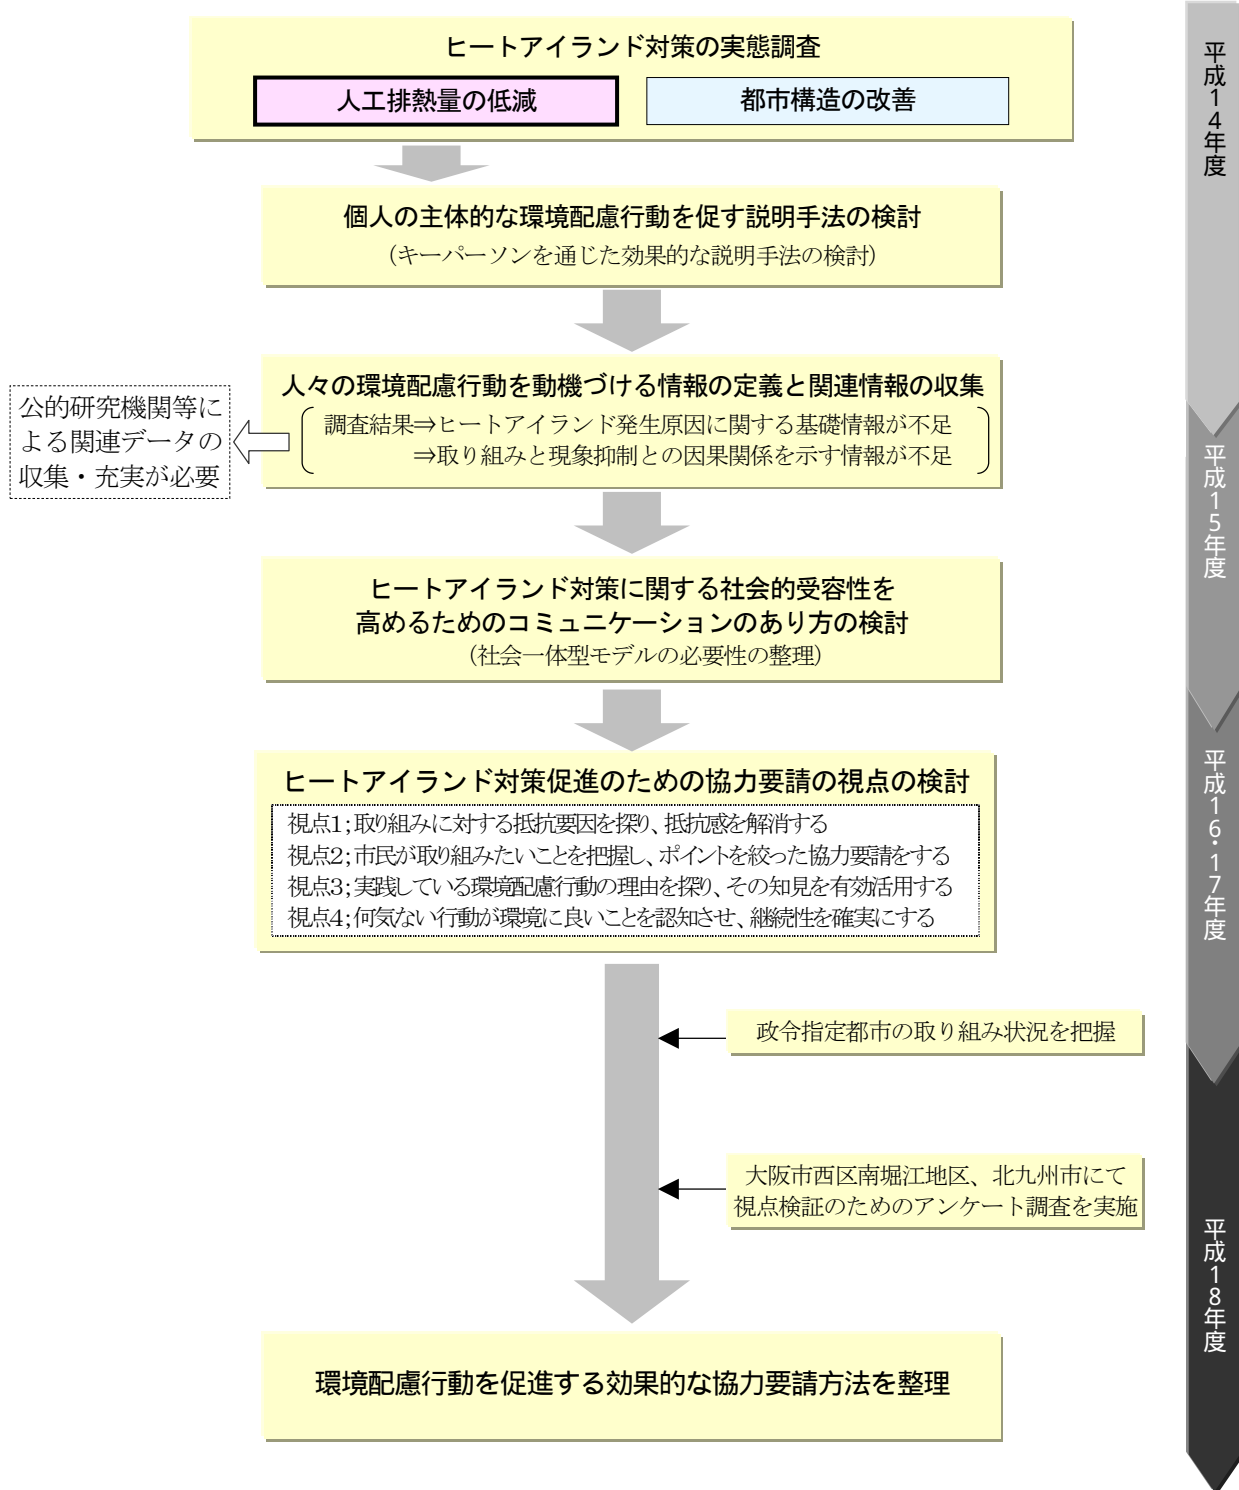 ヒートアイランド対策の実態調査
人工排熱量の低減
都市構造の改善
個人の主体的な環境配慮行動を促す説明手法の検討
(キーパーソンを通じた効果的な説明手法の検討)
人々の環境配慮行動を動機づける情報の定義と関連情報の収集
調査結果⇒ヒートアイランド発生原因に関する基礎情報が不足
⇒取り組みと現象抑制との因果関係を示す情報が不足
公的研究機関等に
よる関連データの
収集・充実が必要
ヒートアイランド対策に関する社会的受容性を
高めるためのコミュニケーションのあり方の検討
(社会一体型モデルの必要性の整理)
ヒートアイランド対策促進のための協力要請の視点の検討
視点1;取り組みに対する抵抗要因を探り、抵抗感を解消する
視点2;市民が取り組みたいことを把握し、ポイントを絞った協力要請をする
視点3;実践している環境配慮行動の理由を探り、その知見を有効活用する
視点4;何気ない行動が環境に良いことを認知させ、継続性を確実にする
政令指定都市の取り組み状況を把握
大阪市西区南堀江地区、北九州市にて
視点検証のためのアンケート調査を実施
環境配慮行動を促進する効果的な協力要請方法を整理
平成14年度
平成15年度
平成16・17年度
平成18年度